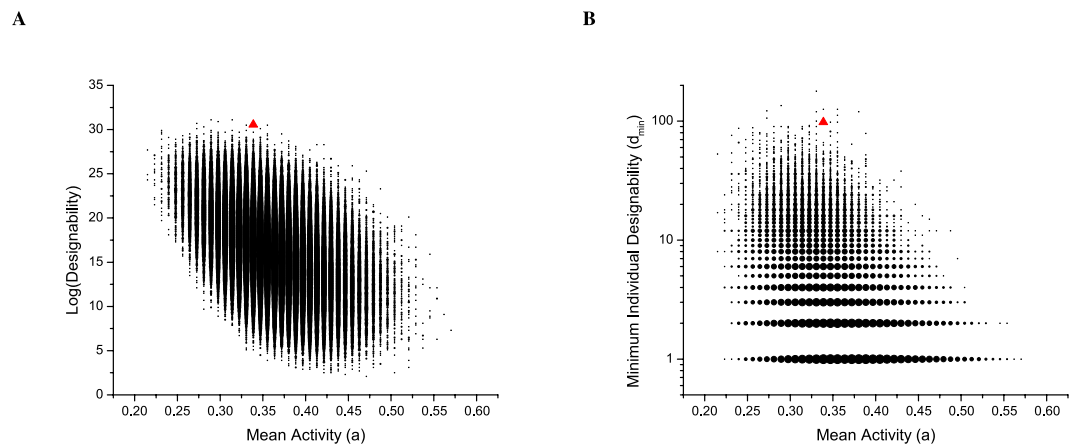 A
B
35
30
25
20
15
10
5
0
Log(Designability)
0.20 0.25 0.30 0.35 0.40 0.45 0.50 0.55 0.60
Mean Activity (a)
100
10
1
Minimum Individual Designability (d_min)
0.20 0.25 0.30 0.35 0.40 0.45 0.50 0.55 0.60
Mean Activity (a)